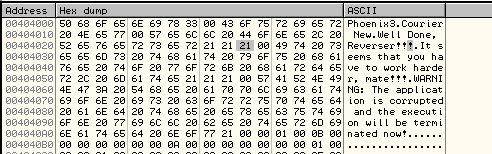 Address Hex dump ASCII
00404000 50 68 6F 65 6E 69 78 33 00 43 6F 75 72 69 65 72 Phoenix3.Courier
00404010 20 4E 65 77 00 57 65 6C 6C 20 44 6F 6E 65 2C 20  New.Well Done, 
00404020 52 65 76 65 72 73 65 72 21 21 21 00 49 74 20 73 Reverser!!!.It s
00404030 65 65 6D 73 20 74 68 61 74 20 79 6F 75 20 68 61 eems that you ha
00404040 76 65 20 74 6F 20 77 6F 72 6B 20 68 61 72 64 65 ve to work harde
00404050 72 2C 20 6D 61 74 65 21 21 21 00 57 41 52 4E 49 r, mate!!!.WARNI
00404060 4E 47 3A 20 54 68 65 20 61 70 70 6C 69 63 61 74 NG: The applicat
00404070 69 6F 6E 20 69 73 20 63 6F 72 72 75 70 74 65 64 ion is corrupted
00404080 20 61 6E 64 20 74 68 65 20 65 78 65 63 75 74 69  and the executi
00404090 6F 6E 20 77 69 6C 6C 20 62 65 20 74 65 72 6D 69 on will be termi
004040A0 6E 61 74 65 64 20 6E 6F 77 21 00 00 01 00 0B 00 nated now!......
004040B0 00 00 00 00 00 00 00 00 00 00 00 00 00 00 01 00 ................